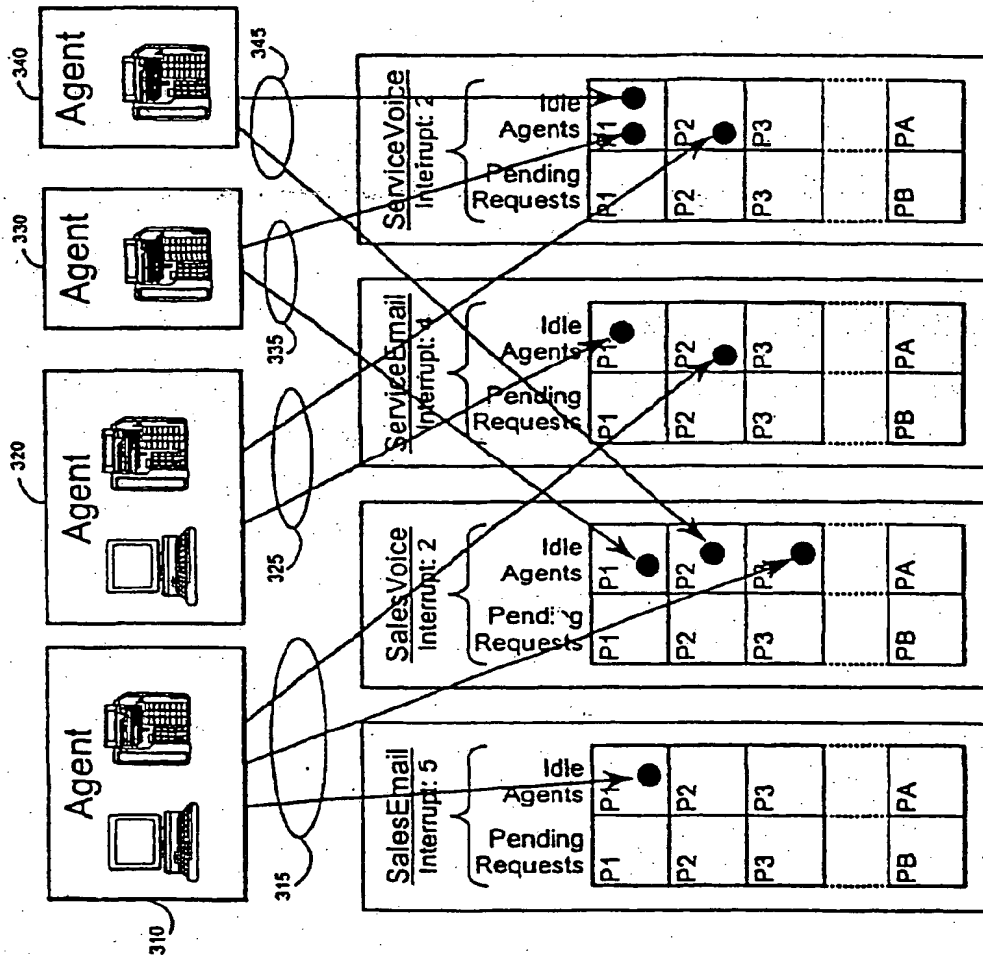 310
Agent
315
320
Agent
325
330
Agent
335
340
Agent
345
SalesEmail
Interrupt: 5
Pending
Requests
Idle
Agents
P1
P1
P2
P2
P3
P3
PB
PA
SalesVoice
Interrupt: 2
Pending
Requests
Idle
Agents
P1
P1
P2
P2
P3
P3
PB
PA
ServiceEmail
Interrupt: 4
Pending
Requests
Idle
Agents
P1
P1
P2
P2
P3
P3
PB
PA
ServiceVoice
Interrupt: 2
Pending
Requests
Idle
Agents
P1
P1
P2
P2
P3
P3
PB
PA